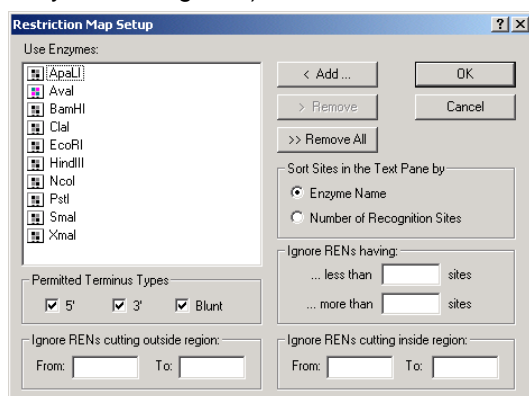 Restriction Map Setup
Use Enzymes:
ApaLI
AvaI
BamHI
ClaI
EcoRI
HindIII
NcoI
PstI
SmaI
XmaI
< Add ...
OK
> Remove
Cancel
>> Remove All
Sort Sites in the Text Pane by
Enzyme Name
Number of Recognition Sites
Ignore RENs having:
... less than sites
... more than sites
Permitted Terminus Types
5' 3' Blunt
Ignore RENs cutting outside region:
From: To:
Ignore RENs cutting inside region:
From: To: